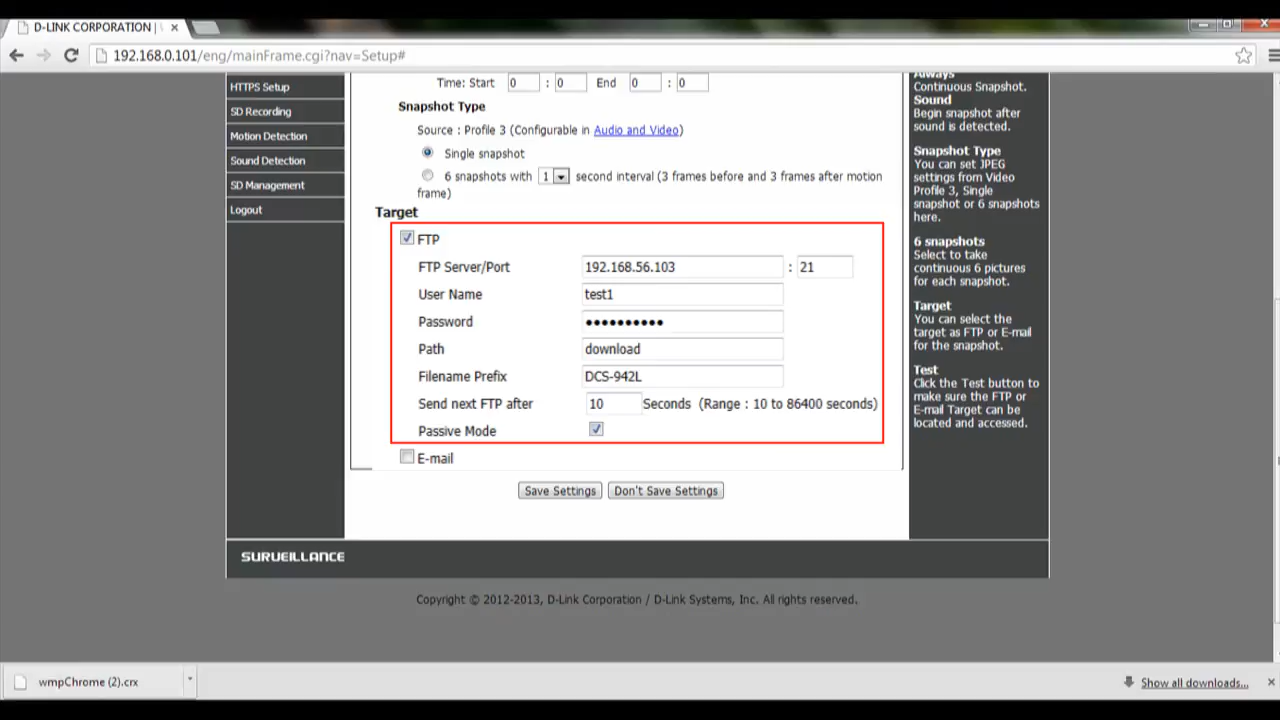 D-LINK CORPORATION |
192.168.0.101/eng/mainFrame.cgi?nav=Setup#
HTTPS Setup
SD Recording
Motion Detection
Sound Detection
SD Management
Logout
Time: Start 0 : 0 End 0 : 0
Snapshot Type
Source : Profile 3 (Configurable in Audio and Video)
Single snapshot
6 snapshots with 1 second interval (3 frames before and 3 frames after motion
frame)
Target
FTP
FTP Server/Port 192.168.56.103 : 21
User Name test1
Password ••••••••••
Path download
Filename Prefix DCS-942L
Send next FTP after 10 Seconds (Range : 10 to 86400 seconds)
Passive Mode
E-mail
Save Settings Don't Save Settings
Always
Continuous Snapshot.
Sound
Begin snapshot after
sound is detected.
Snapshot Type
You can set JPEG
settings from Video
Profile 3, Single
snapshot or 6 snapshots
here.
6 snapshots
Select to take
continuous 6 pictures
for each snapshot.
Target
You can select the
target as FTP or E-mail
for the snapshot.
Test
Click the Test button to
make sure the FTP or
E-mail Target can be
located and accessed.
SURVEILLANCE
Copyright © 2012-2013, D-Link Corporation / D-Link Systems, Inc. All rights reserved.
wmpChrome (2).crx
Show all downloads...